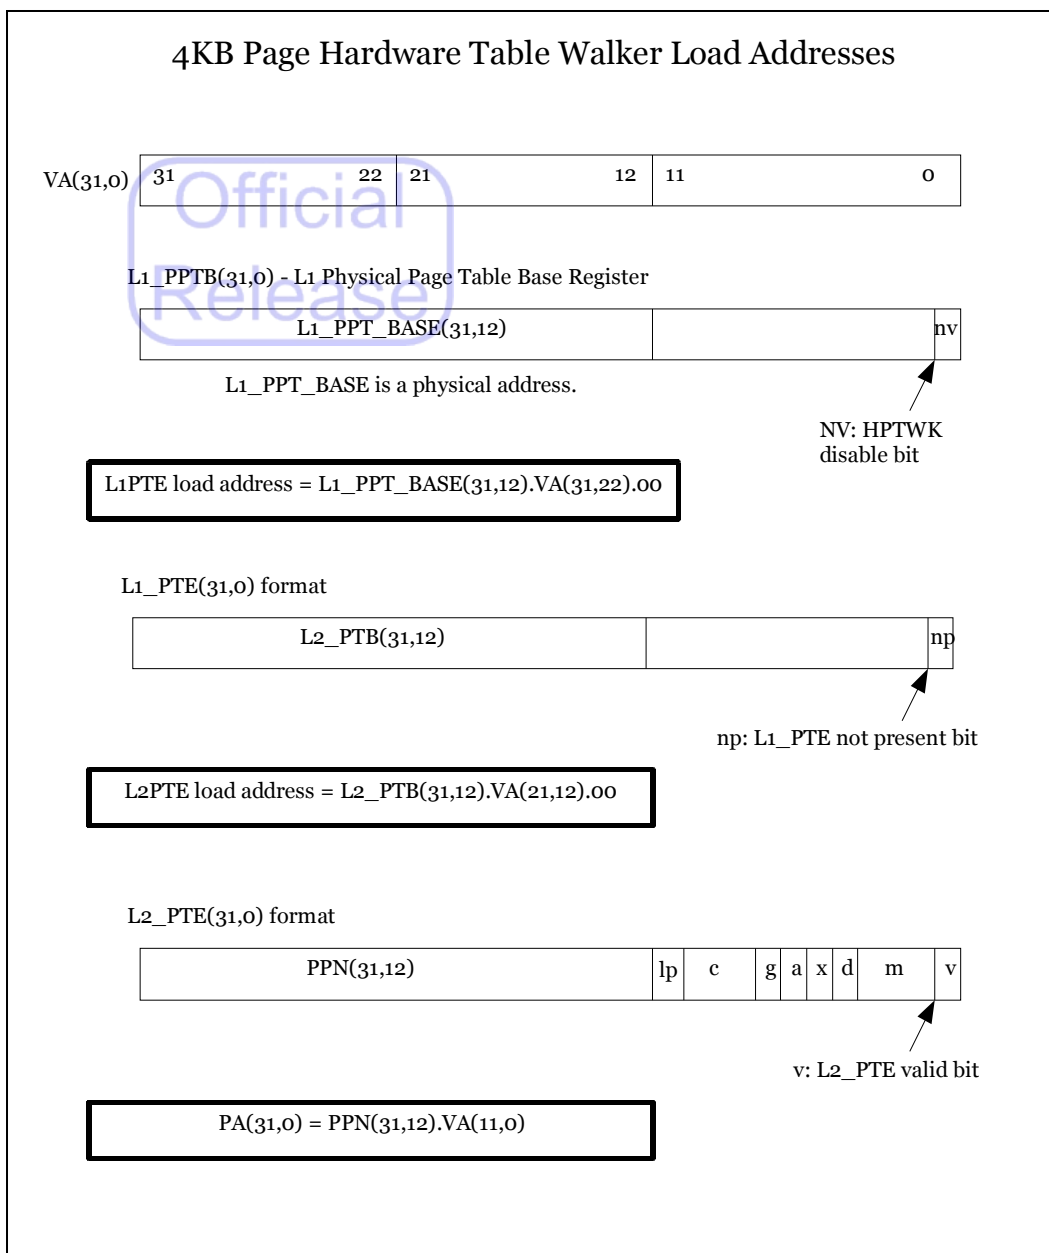 4KB Page Hardware Table Walker Load Addresses
VA(31,0) 31 22 21 12 11 0
Official
L1_PPTB(31,0) - L1 Physical Page Table Base Register
Release
L1_PPT_BASE(31,12) nv
L1_PPT_BASE is a physical address.
NV: HPTWK
disable bit
L1PTE load address = L1_PPT_BASE(31,12).VA(31,22).00
L1_PTE(31,0) format
L2_PTB(31,12) np
np: L1_PTE not present bit
L2PTE load address = L2_PTB(31,12).VA(21,12).00
L2_PTE(31,0) format
PPN(31,12) lp c g a x d m v
v: L2_PTE valid bit
PA(31,0) = PPN(31,12).VA(11,0)